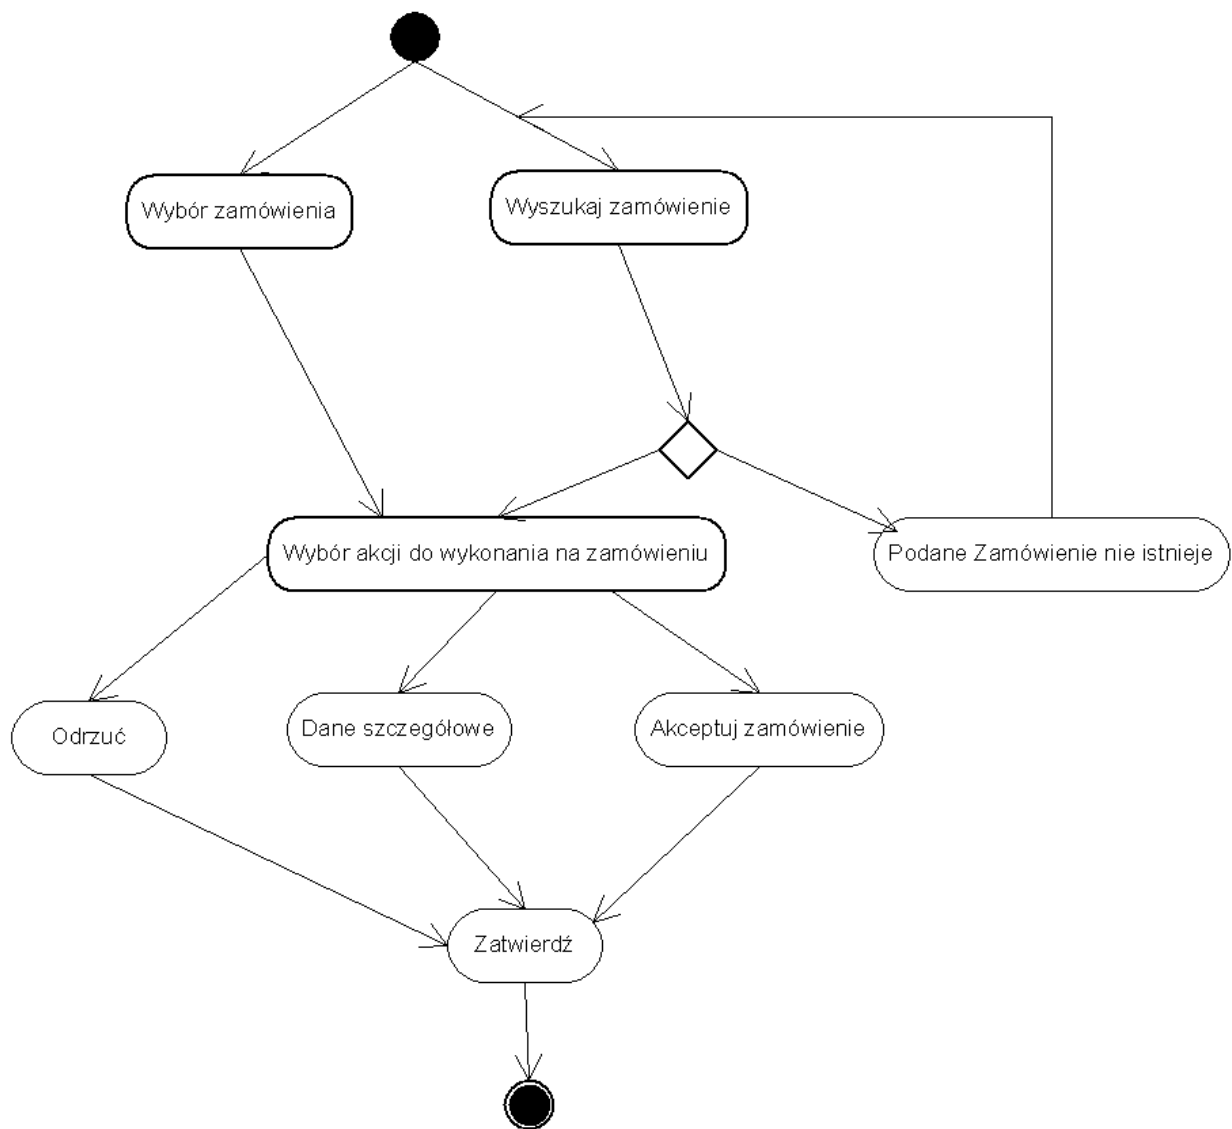 Wybór zamówienia
Wyszukaj zamówienie
Wybór akcji do wykonania na zamówieniu
Podane Zamówienie nie istnieje
Odrzuć
Dane szczegółowe
Akceptuj zamówienie
Zatwierdź